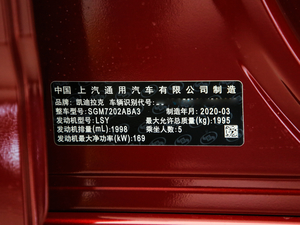 中国 上汽通用汽车有限公司 制造
品牌: 凯迪拉克 车辆识别代号:
整车型号: SGM7202ABA3 制造年月: 2020-03
发动机型号: LSY 最大允许总质量(kg): 1995
发动机排量(mL): 1998 乘坐人数: 5
发动机最大净功率(kW): 169